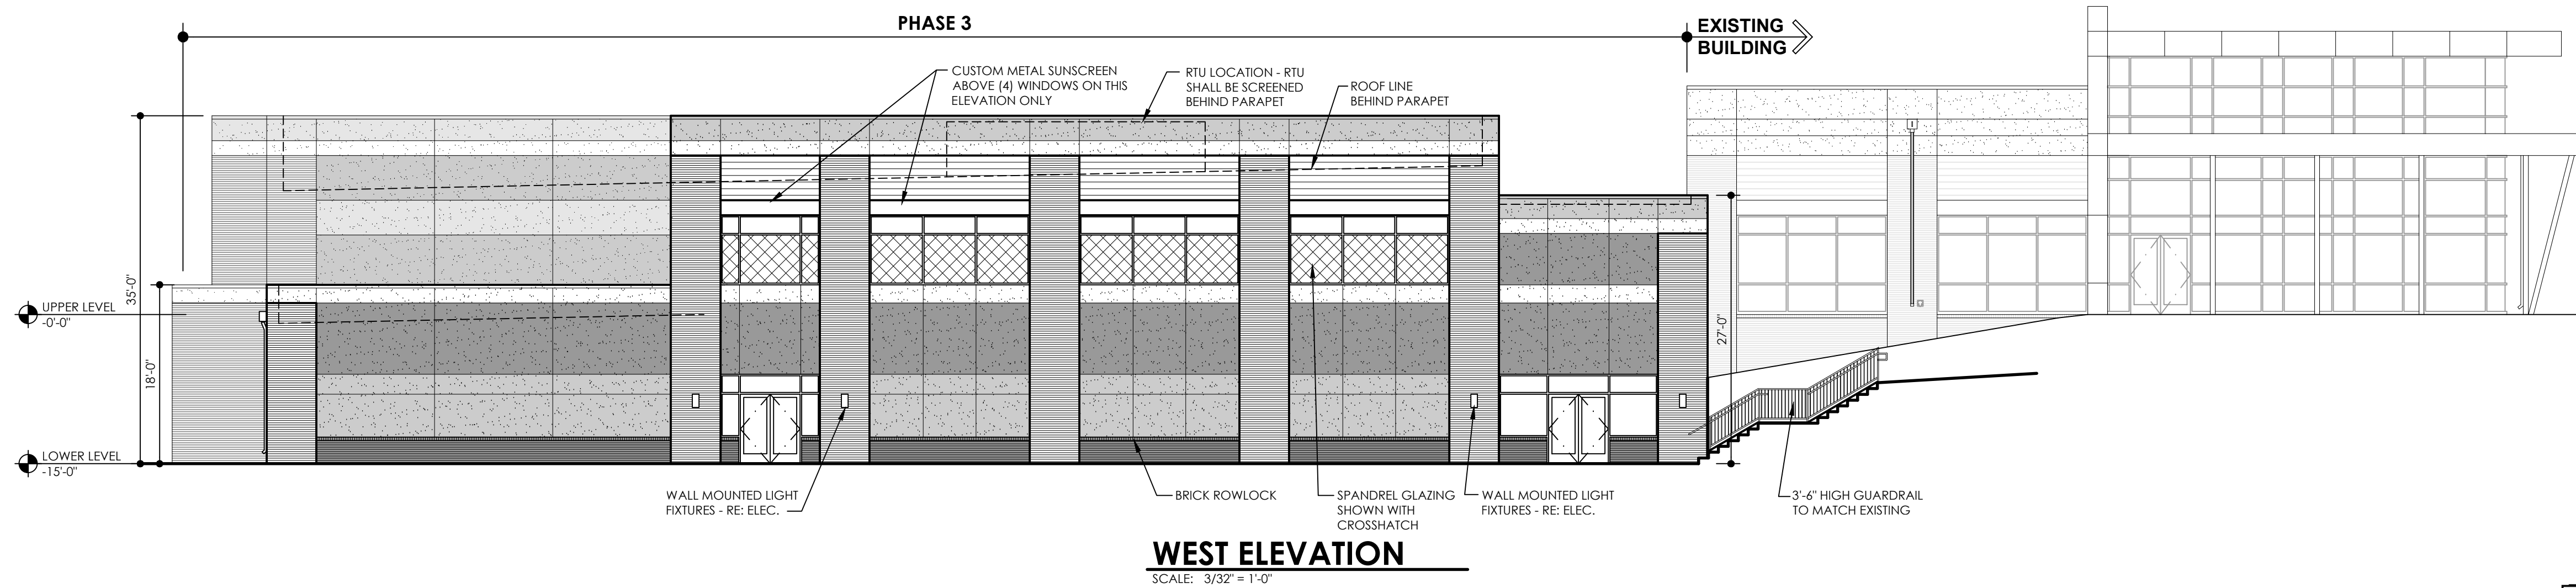 PHASE 3
EXISTING
BUILDING
CUSTOM METAL SUNSCREEN
ABOVE (4) WINDOWS ON THIS
ELEVATION ONLY
RTU LOCATION - RTU
SHALL BE SCREENED
BEHIND PARAPET
ROOF LINE
BEHIND PARAPET
35'-0"
UPPER LEVEL
-0'-0"
18'-0"
27'-0"
LOWER LEVEL
-15'-0"
WALL MOUNTED LIGHT
FIXTURES - RE: ELEC.
BRICK ROWLOCK
SPANDREL GLAZING
SHOWN WITH
CROSSHATCH
WALL MOUNTED LIGHT
FIXTURES - RE: ELEC.
3'-6" HIGH GUARDRAIL
TO MATCH EXISTING
WEST ELEVATION
SCALE: 3/32" = 1'-0"